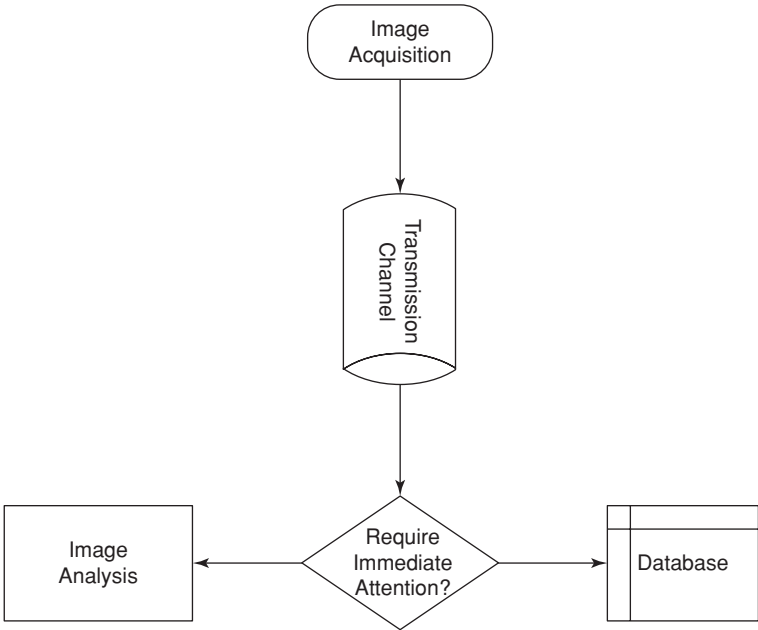 Image
Acquisition
Transmission
Channel
Require
Immediate
Attention?
Image
Analysis
Database